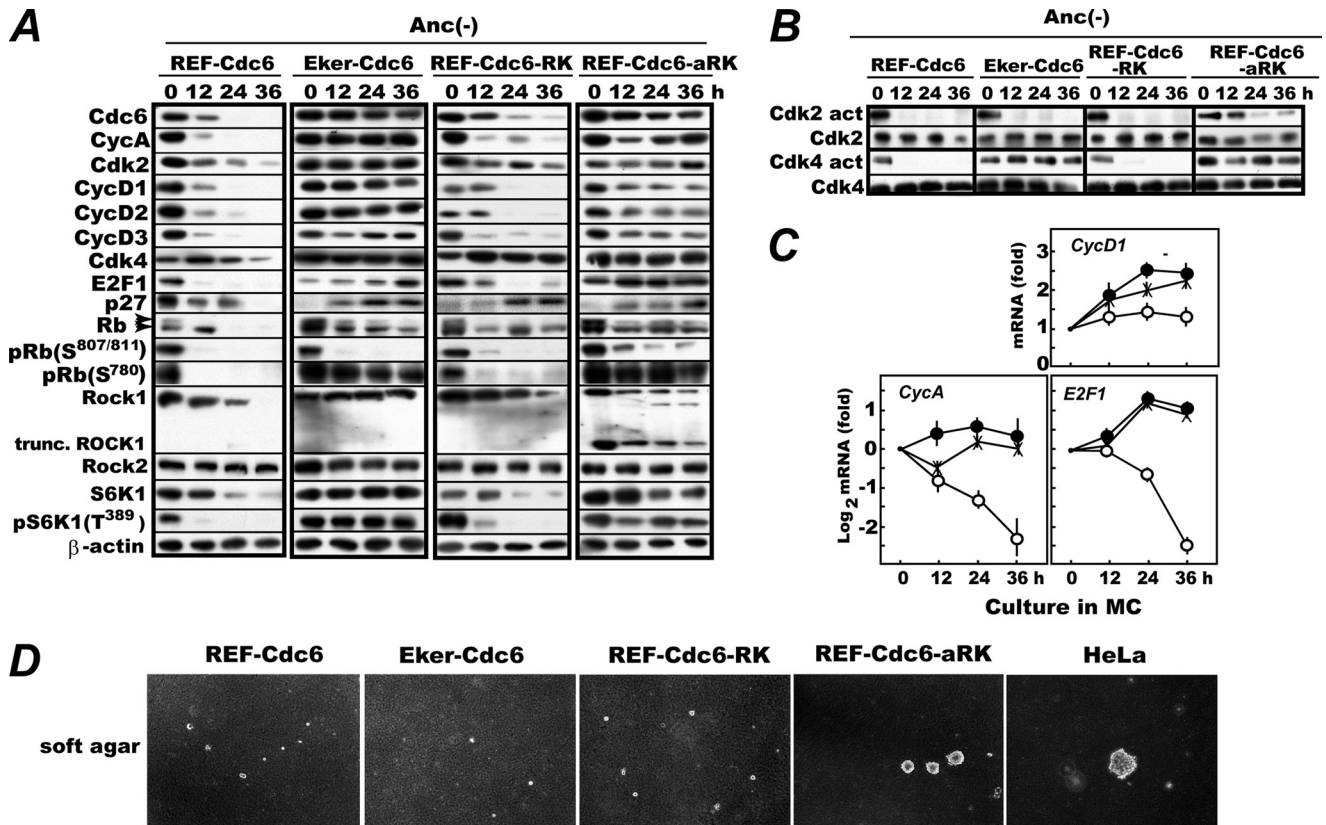 A
Anc(-)
REF-Cdc6 Eker-Cdc6 REF-Cdc6-RK REF-Cdc6-aRK
0 12 24 36 0 12 24 36 0 12 24 36 0 12 24 36 h
Cdc6
CycA
Cdk2
CycD1
CycD2
CycD3
Cdk4
E2F1
p27
Rb
pRb(S807/811)
pRb(S780)
Rock1
trunc. ROCK1
Rock2
S6K1
pS6K1(T389)
β-actin
B
Anc(-)
REF-Cdc6 Eker-Cdc6 REF-Cdc6-RK REF-Cdc6-aRK
0 12 24 36 0 12 24 36 0 12 24 36 0 12 24 36 h
Cdk2 act
Cdk2
Cdk4 act
Cdk4
C
CycD1
mRNA (fold)
3
2
1
0
CycA
E2F1
Log2 mRNA (fold)
1
0
-1
-2
0 12 24 36 h 0 12 24 36 h
Culture in MC
D
REF-Cdc6 Eker-Cdc6 REF-Cdc6-RK REF-Cdc6-aRK HeLa
soft agar